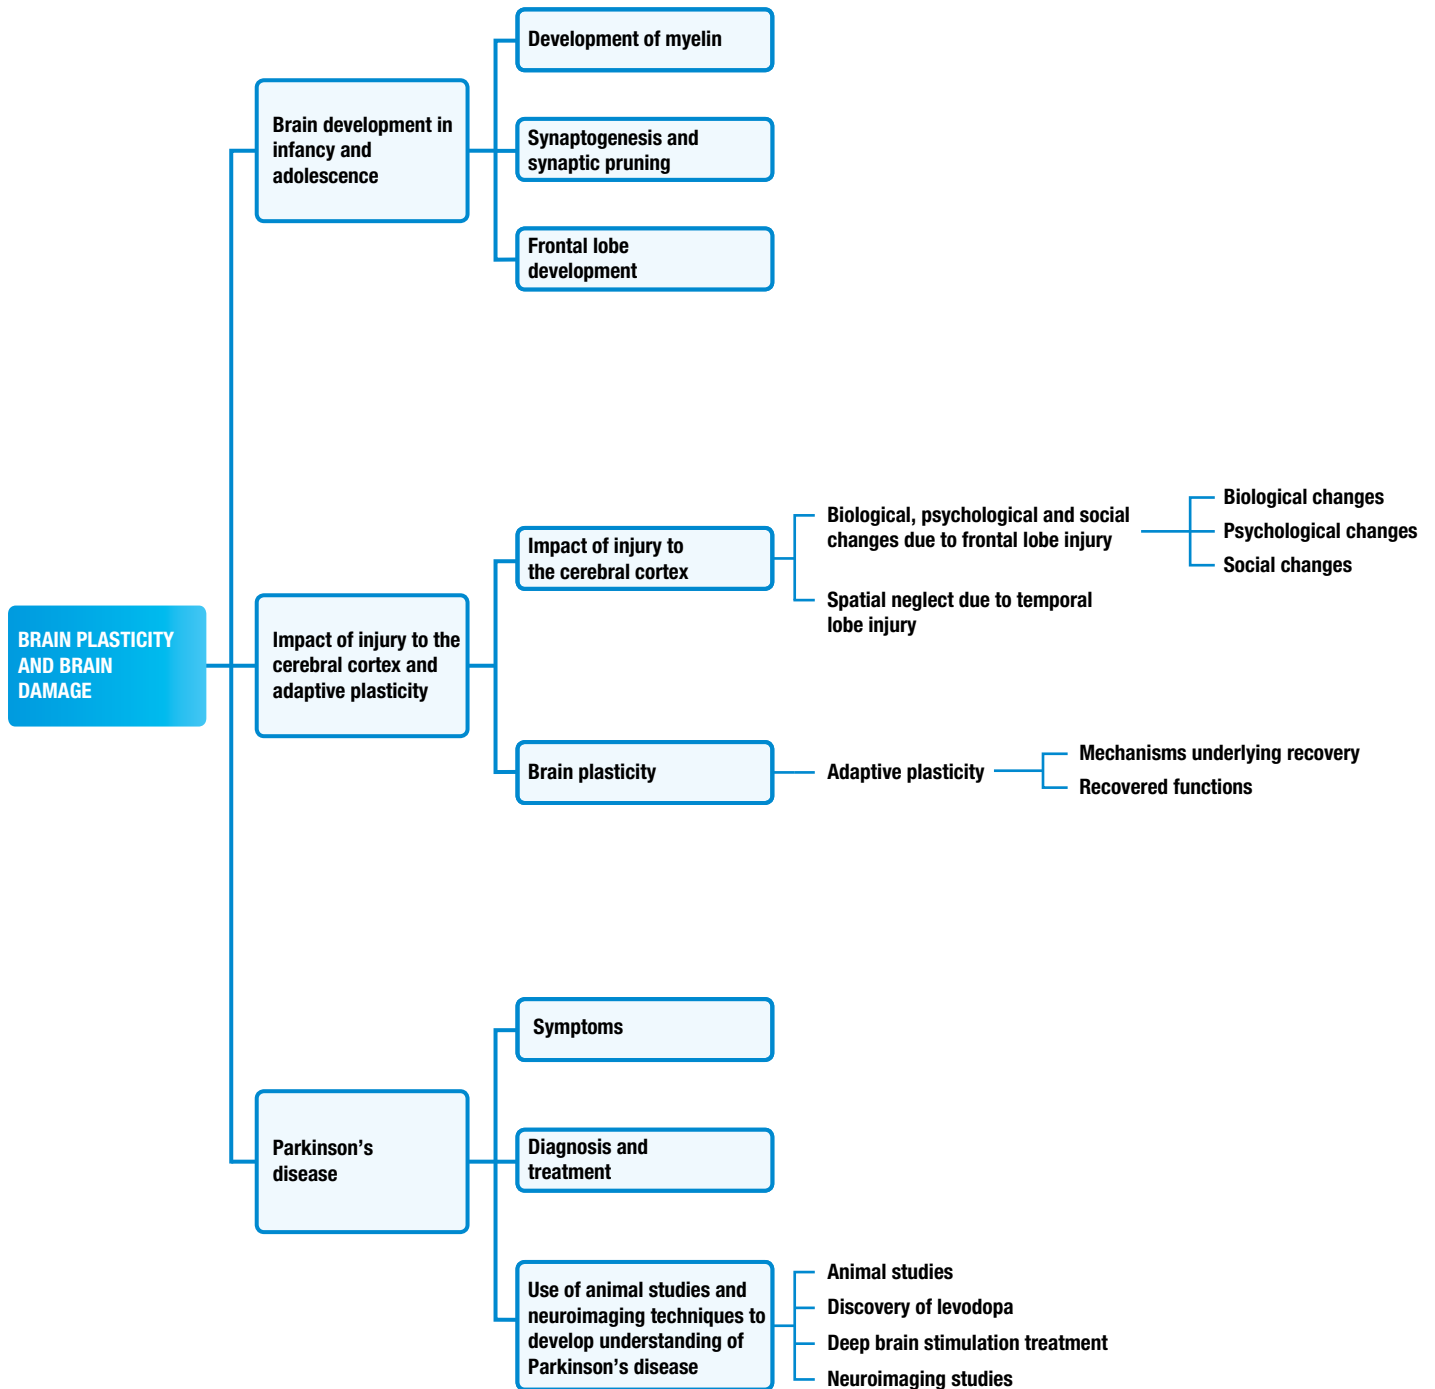 BRAIN PLASTICITY
AND BRAIN
DAMAGE
Brain development in
infancy and
adolescence
Development of myelin
Synaptogenesis and
synaptic pruning
Frontal lobe
development
Impact of injury to the
cerebral cortex and
adaptive plasticity
Impact of injury to
the cerebral cortex
Biological, psychological and social
changes due to frontal lobe injury
Biological changes
Psychological changes
Social changes
Spatial neglect due to temporal
lobe injury
Brain plasticity
Adaptive plasticity
Mechanisms underlying recovery
Recovered functions
Parkinson’s
disease
Symptoms
Diagnosis and
treatment
Use of animal studies and
neuroimaging techniques to
develop understanding of
Parkinson’s disease
Animal studies
Discovery of levodopa
Deep brain stimulation treatment
Neuroimaging studies